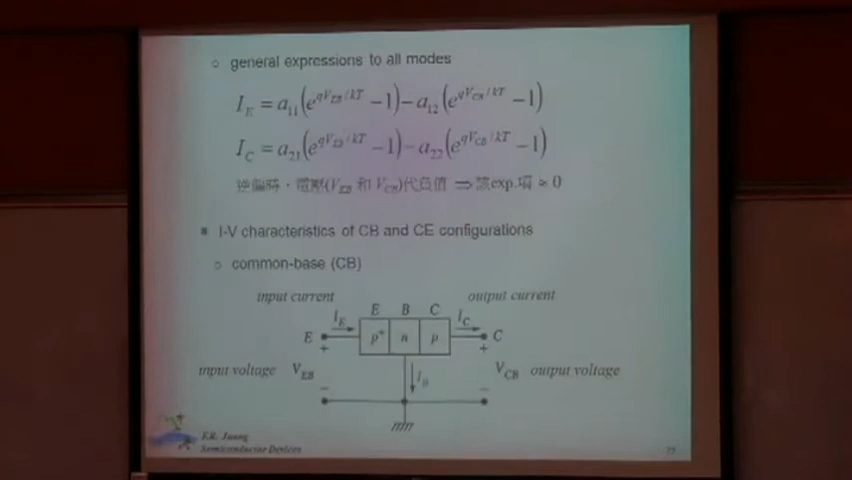 general expressions to all modes
I_E = a_11(e^{qV_EB/kT} − 1) − a_12(e^{qV_CB/kT} − 1)
I_C = a_21(e^{qV_EB/kT} − 1) − a_22(e^{qV_CB/kT} − 1)
逆偏時,電壓(V_EB 和 V_CB)代負值 ⇒ 該exp.項 ≈ 0
I-V characteristics of CB and CE configurations
common-base (CB)
input current
output current
E B C
I_E
I_C
E
p⁺ n p
C
+
+
input voltage V_EB
I_B
V_CB output voltage
−
−
Semiconductor Devices